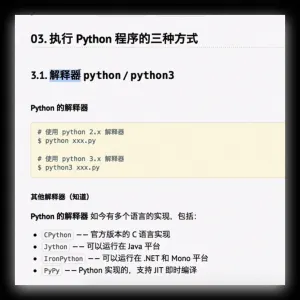 03. 执行 Python 程序的三种方式
3.1. 解释器 python / python3
Python 的解释器
# 使用 python 2.x 解释器
$ python xxx.py
# 使用 python 3.x 解释器
$ python3 xxx.py
其他解释器（知道）
Python 的解释器 如今有多个语言的实现，包括：
CPython —— 官方版本的 C 语言实现
Jython —— 可以运行在 Java 平台
IronPython —— 可以运行在 .NET 和 Mono 平台
PyPy —— Python 实现的，支持 JIT 即时编译